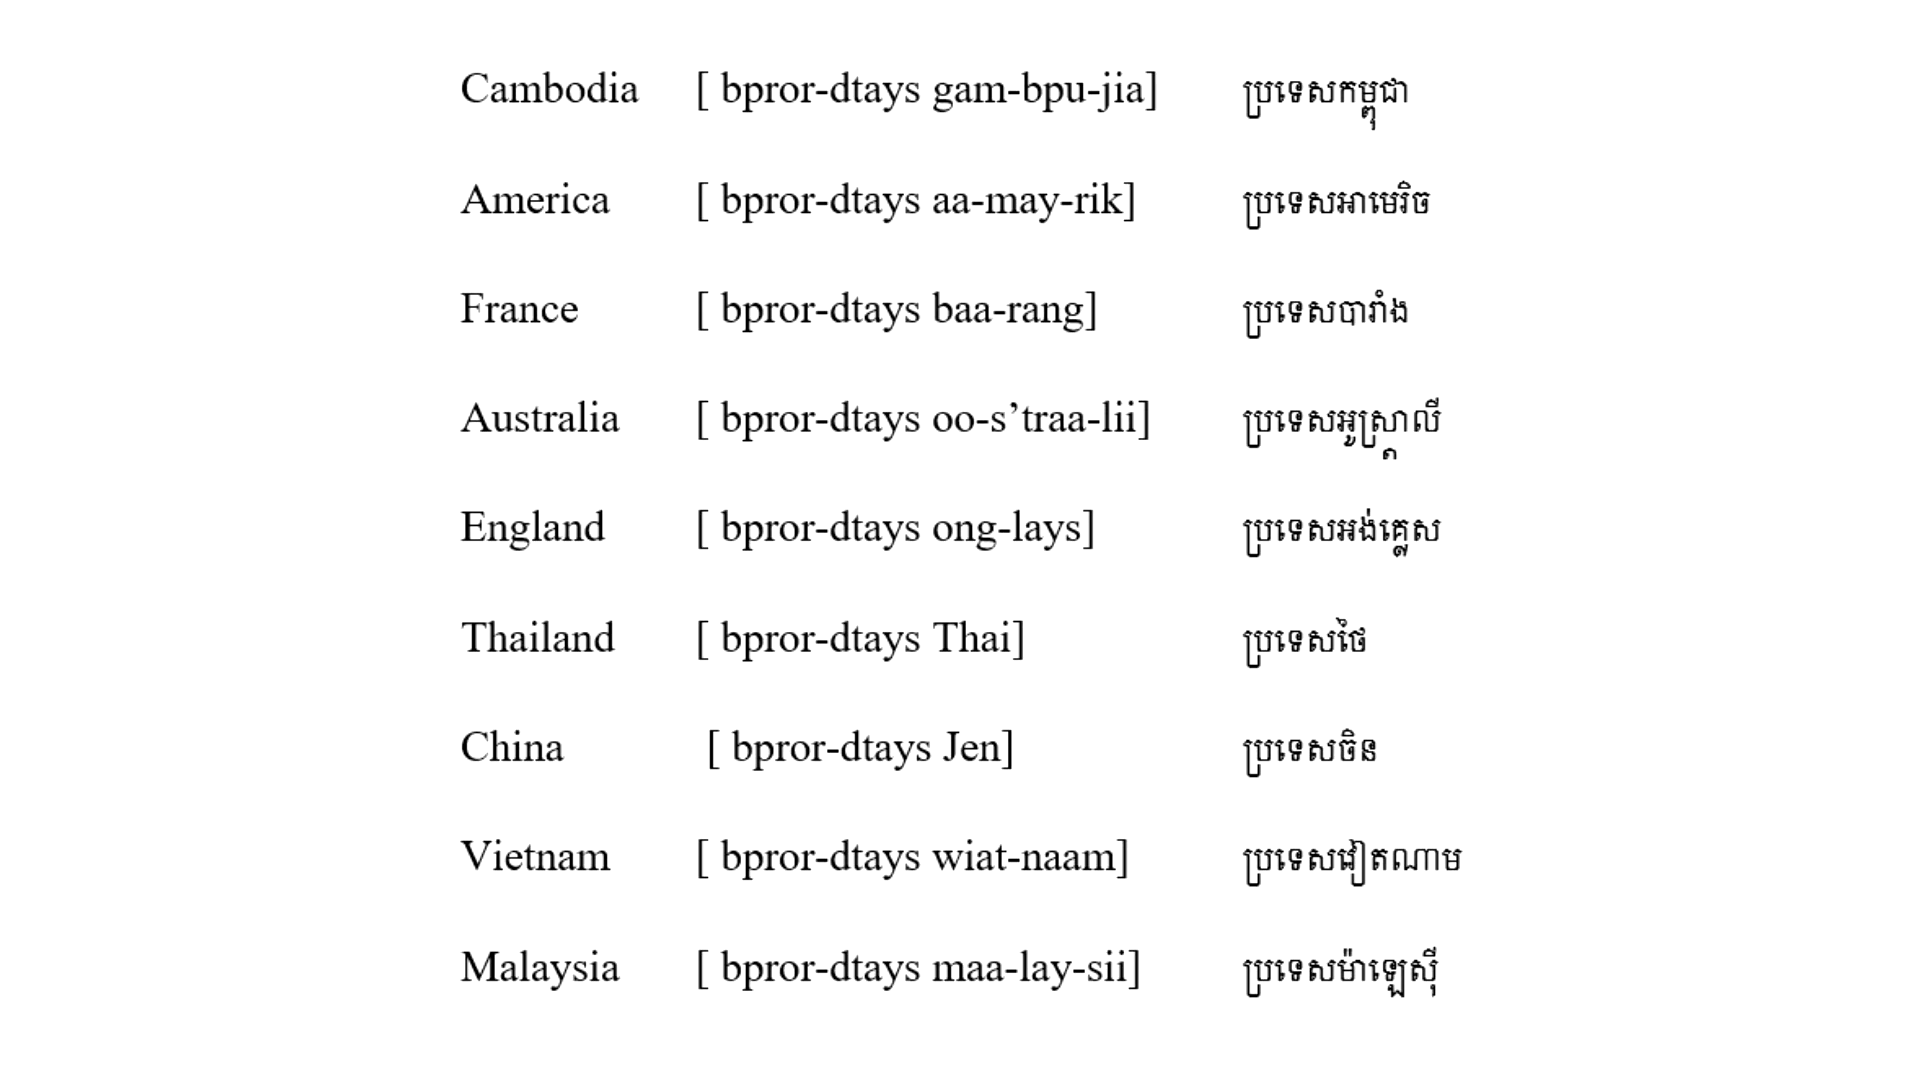 Cambodia [ bpror-dtays gam-bpu-jia] ប្រទេសកម្ពុជា
America [ bpror-dtays aa-may-rik] ប្រទេសអាមេរិច
France [ bpror-dtays baa-rang] ប្រទេសបារាំង
Australia [ bpror-dtays oo-s’traa-lii] ប្រទេសអូស្ត្រាលី
England [ bpror-dtays ong-lays] ប្រទេសអង់គ្លេស
Thailand [ bpror-dtays Thai] ប្រទេសថៃ
China [ bpror-dtays Jen] ប្រទេសចិន
Vietnam [ bpror-dtays wiat-naam] ប្រទេសវៀតណាម
Malaysia [ bpror-dtays maa-lay-sii] ប្រទេសម៉ាឡេស៊ី